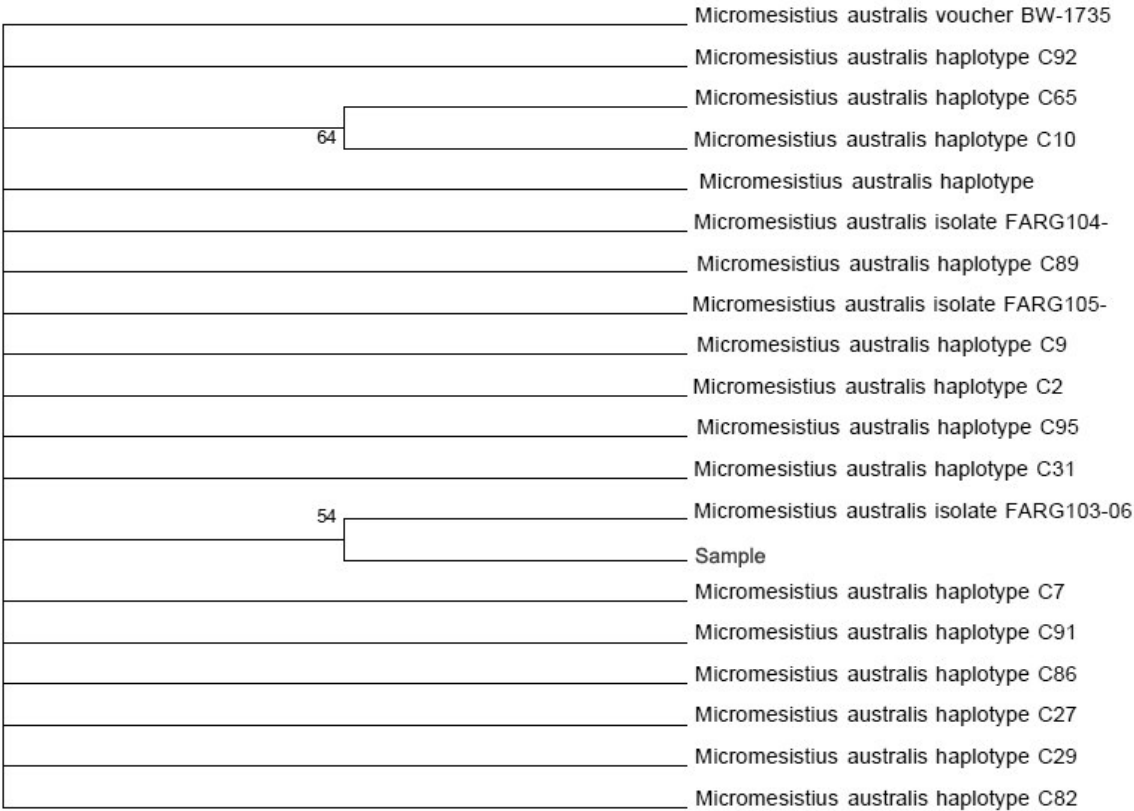 Micromesistius australis voucher BW-1735
Micromesistius australis haplotype C92
Micromesistius australis haplotype C65
64
Micromesistius australis haplotype C10
Micromesistius australis haplotype
Micromesistius australis isolate FARG104-
Micromesistius australis haplotype C89
Micromesistius australis isolate FARG105-
Micromesistius australis haplotype C9
Micromesistius australis haplotype C2
Micromesistius australis haplotype C95
Micromesistius australis haplotype C31
54
Micromesistius australis isolate FARG103-06
Sample
Micromesistius australis haplotype C7
Micromesistius australis haplotype C91
Micromesistius australis haplotype C86
Micromesistius australis haplotype C27
Micromesistius australis haplotype C29
Micromesistius australis haplotype C82